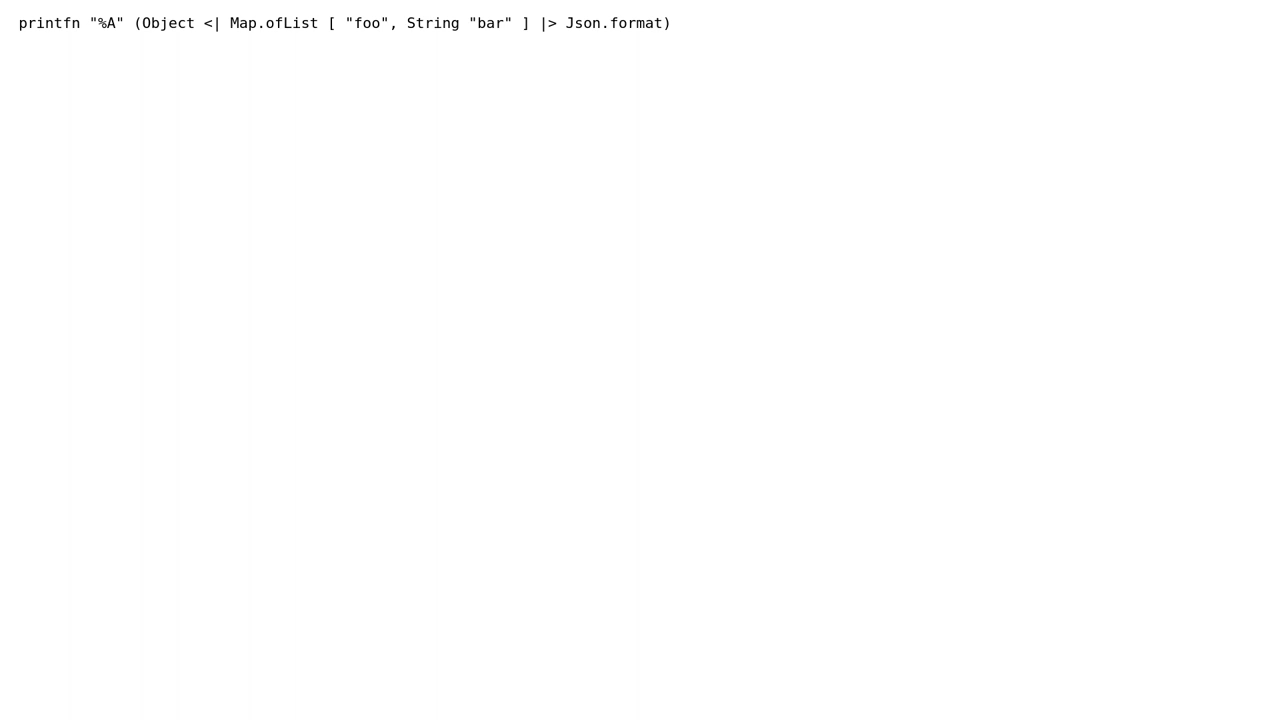 printfn "%A" (Object <| Map.ofList [ "foo", String "bar" ] |> Json.format)